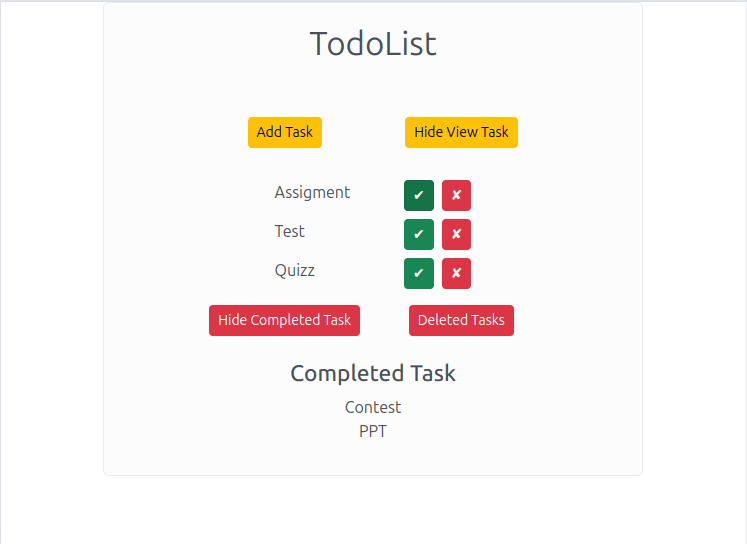 TodoList
Add Task Hide View Task
Assigment ✔ ✘
Test ✔ ✘
Quizz ✔ ✘
Hide Completed Task Deleted Tasks
Completed Task
Contest
PPT